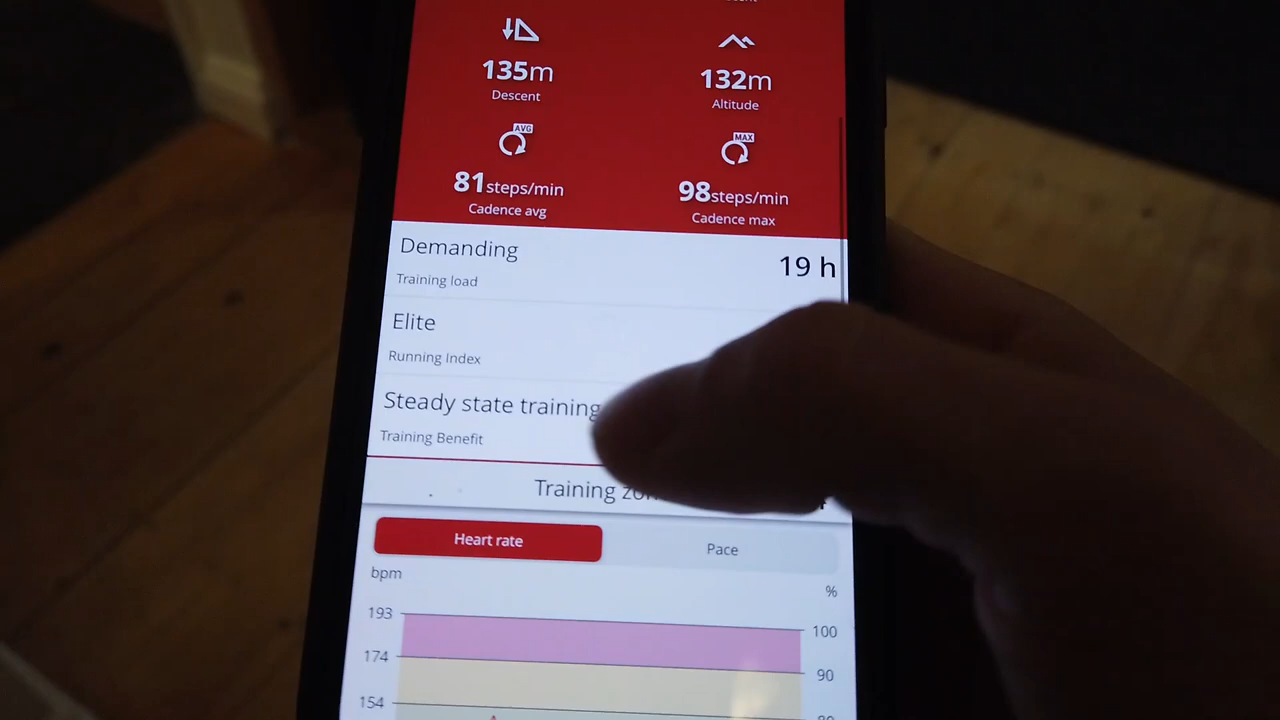 135m
132m
Descent
Altitude
AVG
MAX
81steps/min
98steps/min
Cadence avg
Cadence max
Demanding
19 h
Training load
Elite
Running Index
Steady state training
Training Benefit
Training
Heart rate
Pace
bpm
%
193
100
174
90
154